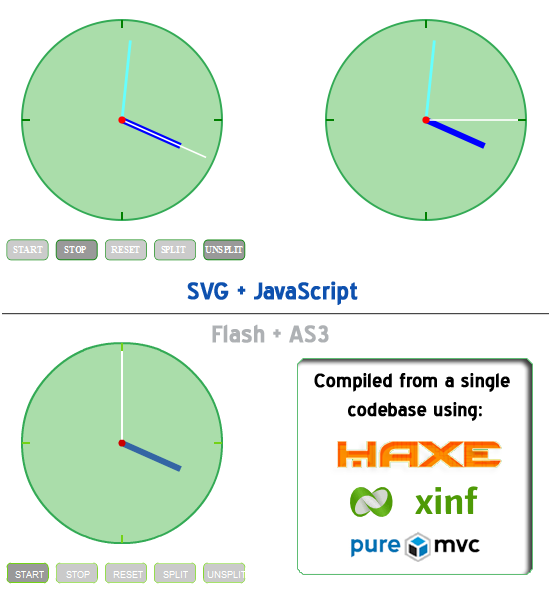 START STOP RESET SPLIT UNSPLIT
SVG + JavaScript
Flash + AS3
Compiled from a single
codebase using:
HAXE
xinf
pure mvc
START STOP RESET SPLIT UNSPLIT